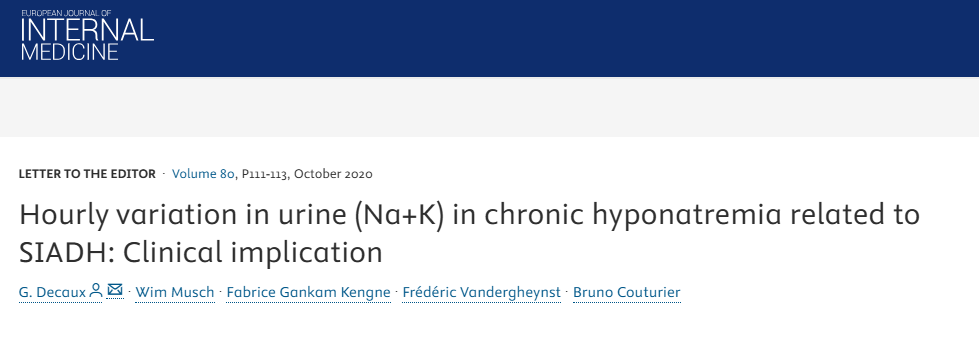 EUROPEAN JOURNAL OF
INTERNAL
MEDICINE
LETTER TO THE EDITOR · Volume 80, P111-113, October 2020
Hourly variation in urine (Na+K) in chronic hyponatremia related to
SIADH: Clinical implication
G. Decaux · Wim Musch · Fabrice Gankam Kengne · Frédéric Vandergheynst · Bruno Couturier